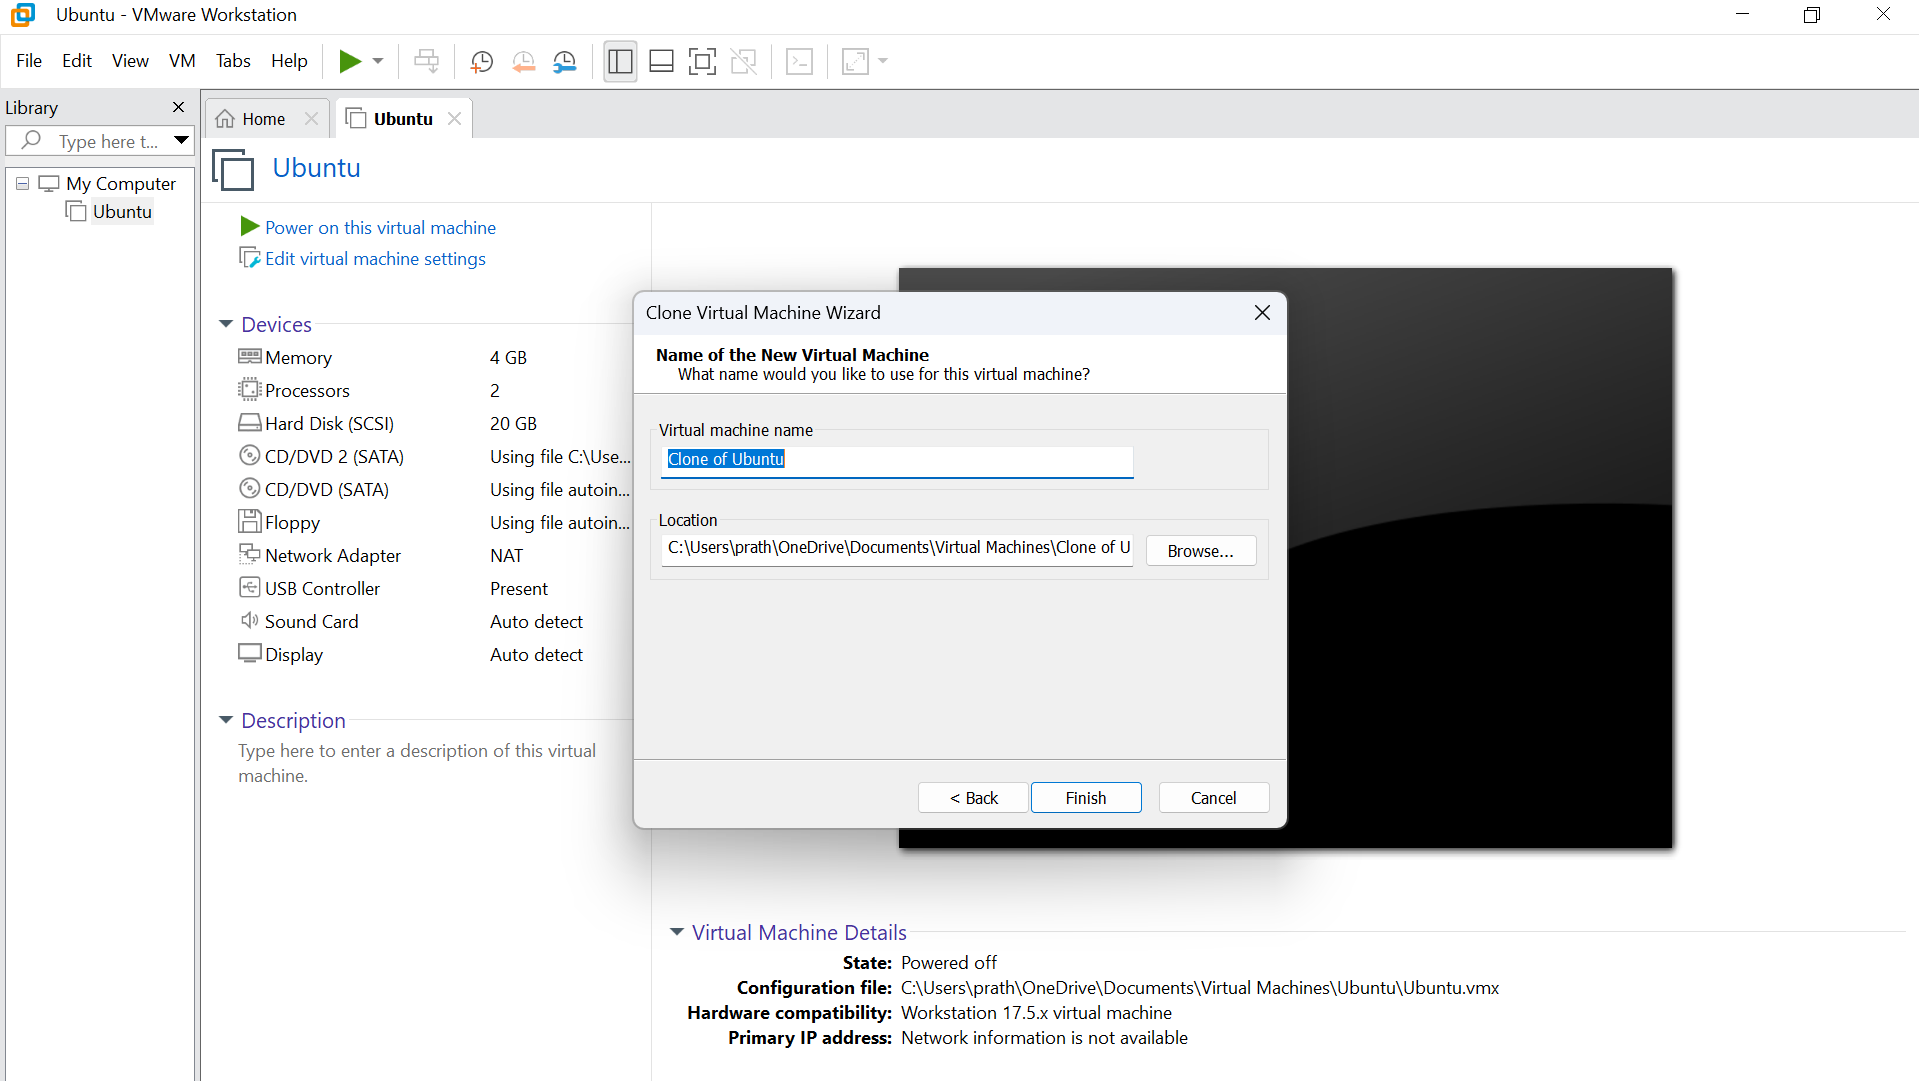 Ubuntu - VMware Workstation
File Edit View VM Tabs Help
Library
Type here t...
My Computer
Ubuntu
Home
Ubuntu
Ubuntu
Power on this virtual machine
Edit virtual machine settings
Devices
Memory 4 GB
Processors 2
Hard Disk (SCSI) 20 GB
CD/DVD 2 (SATA) Using file C:\Use...
CD/DVD (SATA) Using file autoin...
Floppy Using file autoin...
Network Adapter NAT
USB Controller Present
Sound Card Auto detect
Display Auto detect
Description
Type here to enter a description of this virtual
machine.
Clone Virtual Machine Wizard
Name of the New Virtual Machine
What name would you like to use for this virtual machine?
Virtual machine name
Clone of Ubuntu
Location
C:\Users\prath\OneDrive\Documents\Virtual Machines\Clone of U
Browse...
< Back Finish Cancel
Virtual Machine Details
State: Powered off
Configuration file: C:\Users\prath\OneDrive\Documents\Virtual Machines\Ubuntu\Ubuntu.vmx
Hardware compatibility: Workstation 17.5.x virtual machine
Primary IP address: Network information is not available